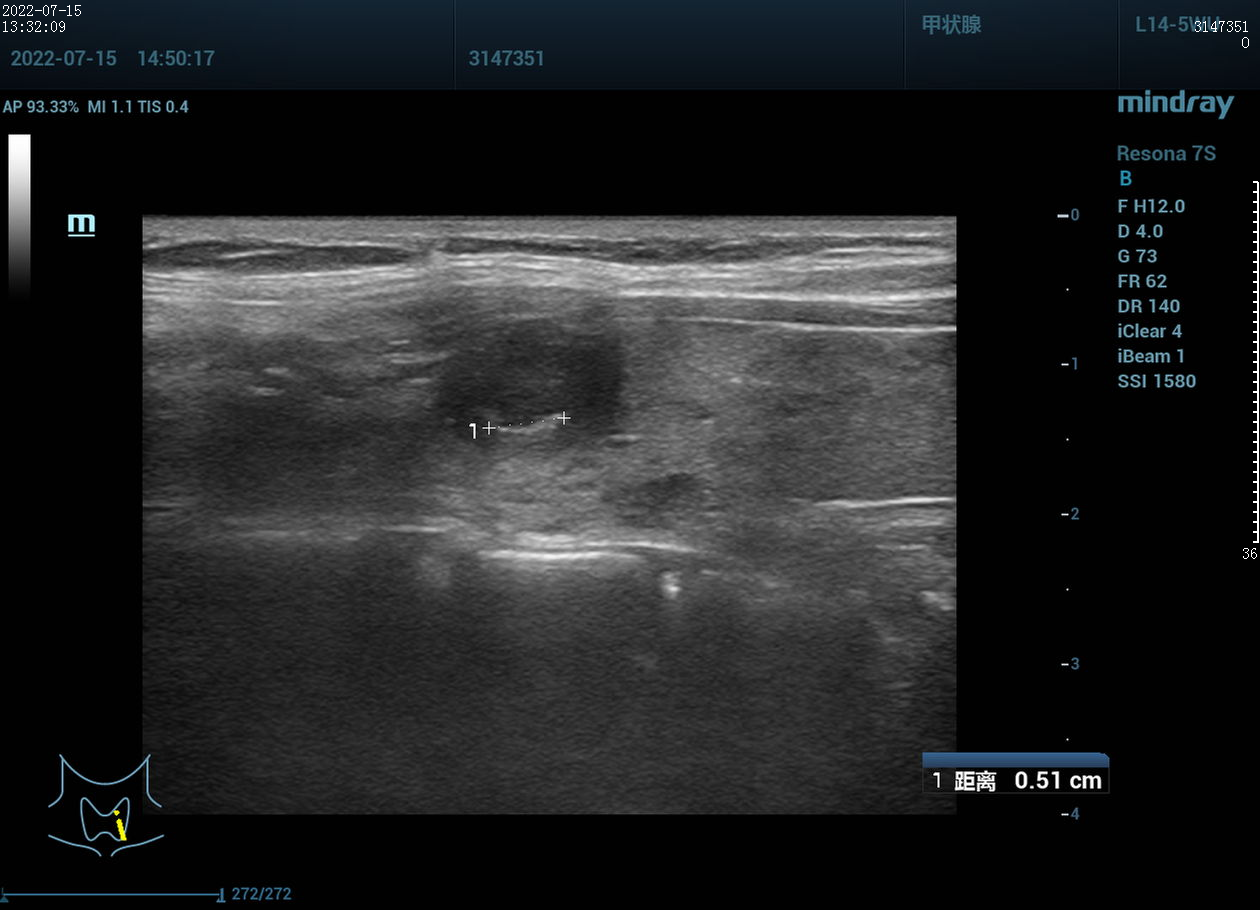 2022-07-15
13:32:09
2022-07-15 14:50:17
3147351
甲状腺
3147351
0
AP 93.33% MI 1.1 TIS 0.4
mindray
Resona 7S
B
F H12.0
D 4.0
G 73
FR 62
DR 140
iClear 4
iBeam 1
SSI 1580
m
0
1
2
3
4
36
1
1 距离 0.51 cm
272/272